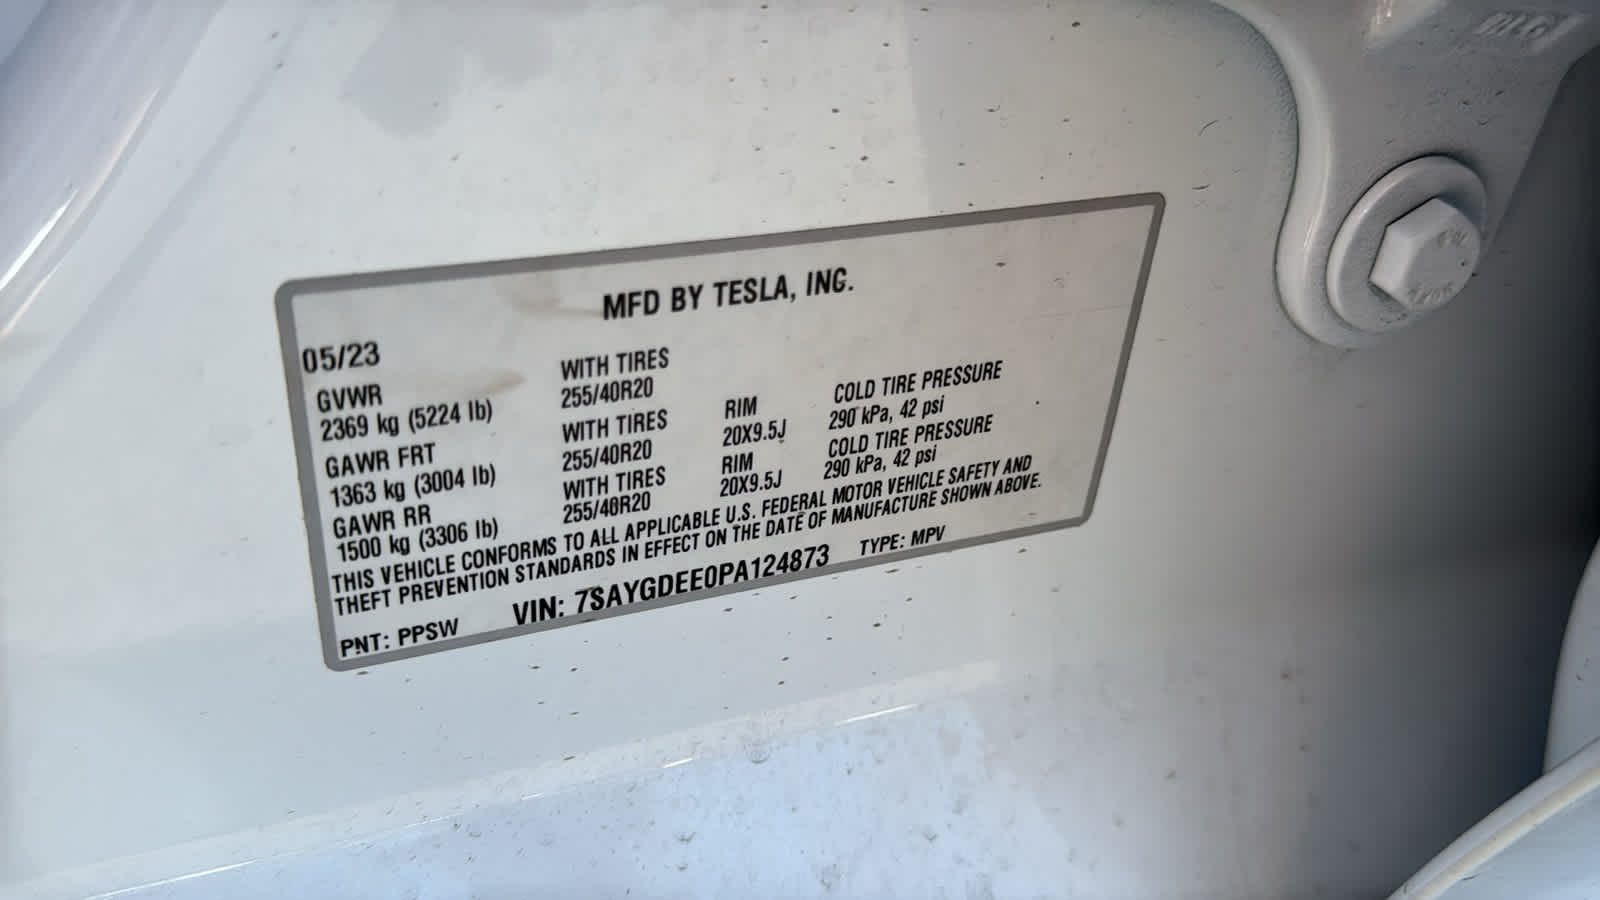 MFD BY TESLA, INC.
05/23
GVWR WITH TIRES
2369 kg (5224 lb) 255/40R20
GAWR FRT WITH TIRES RIM COLD TIRE PRESSURE
1363 kg (3004 lb) 255/40R20 20X9.5J 290 kPa, 42 psi
GAWR RR WITH TIRES RIM COLD TIRE PRESSURE
1500 kg (3306 lb) 255/40R20 20X9.5J 290 kPa, 42 psi
THIS VEHICLE CONFORMS TO ALL APPLICABLE U.S. FEDERAL MOTOR VEHICLE SAFETY AND
THEFT PREVENTION STANDARDS IN EFFECT ON THE DATE OF MANUFACTURE SHOWN ABOVE.
PNT: PPSW VIN: 7SAYGDEE0PA124873 TYPE: MPV